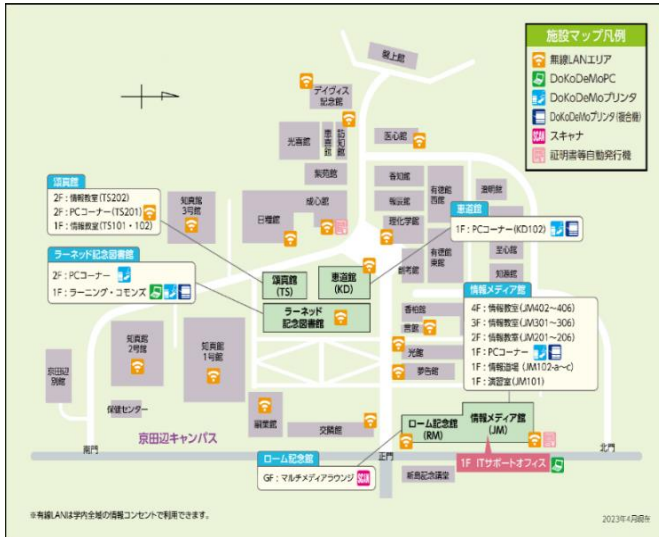 盤上館
施設マップ凡例
無線LANエリア
DoKoDeMoPC
DoKoDeMoプリンタ
DoKoDeMoプリンタ(複合機)
SCAN スキャナ
証明書等自動発行機
デイヴィス
記念館
光喜館
恵喜館
詒知館
医心館
紫苑館
頌真館
2F：情報教室(TS202)
2F：PCコーナー(TS201)
1F：情報教室(TS101・102)
知真館
3号館
成心館
日糧館
香知館
報辰館
理化学館
有徳館
西館
有徳館
東館
創考館
至心館
知遠館
恵道館
1F：PCコーナー(KD102)
ラーネッド記念図書館
2F：PCコーナー
1F：ラーニング・コモンズ
頌真館
(TS)
恵道館
(KD)
ラーネッド
記念図書館
情報メディア館
4F：情報教室(JM402～406)
3F：情報教室(JM301～306)
2F：情報教室(JM201～206)
1F：PCコーナー
1F：情報道場（JM102-a～c)
1F：演習室(JM101)
香柏館
光館
夢告館
知真館
2号館
知真館
1号館
京田辺
別館
保健センター
嗣業館
交隣館
ローム記念館
(RM)
情報メディア館
(JM)
京田辺キャンパス
南門
正門
北門
ローム記念館
GF：マルチメディアラウンジ SCAN
1F ITサポートオフィス
新島記念講堂
※有線LANは学内全域の情報コンセントで利用できます。
2023年4月現在